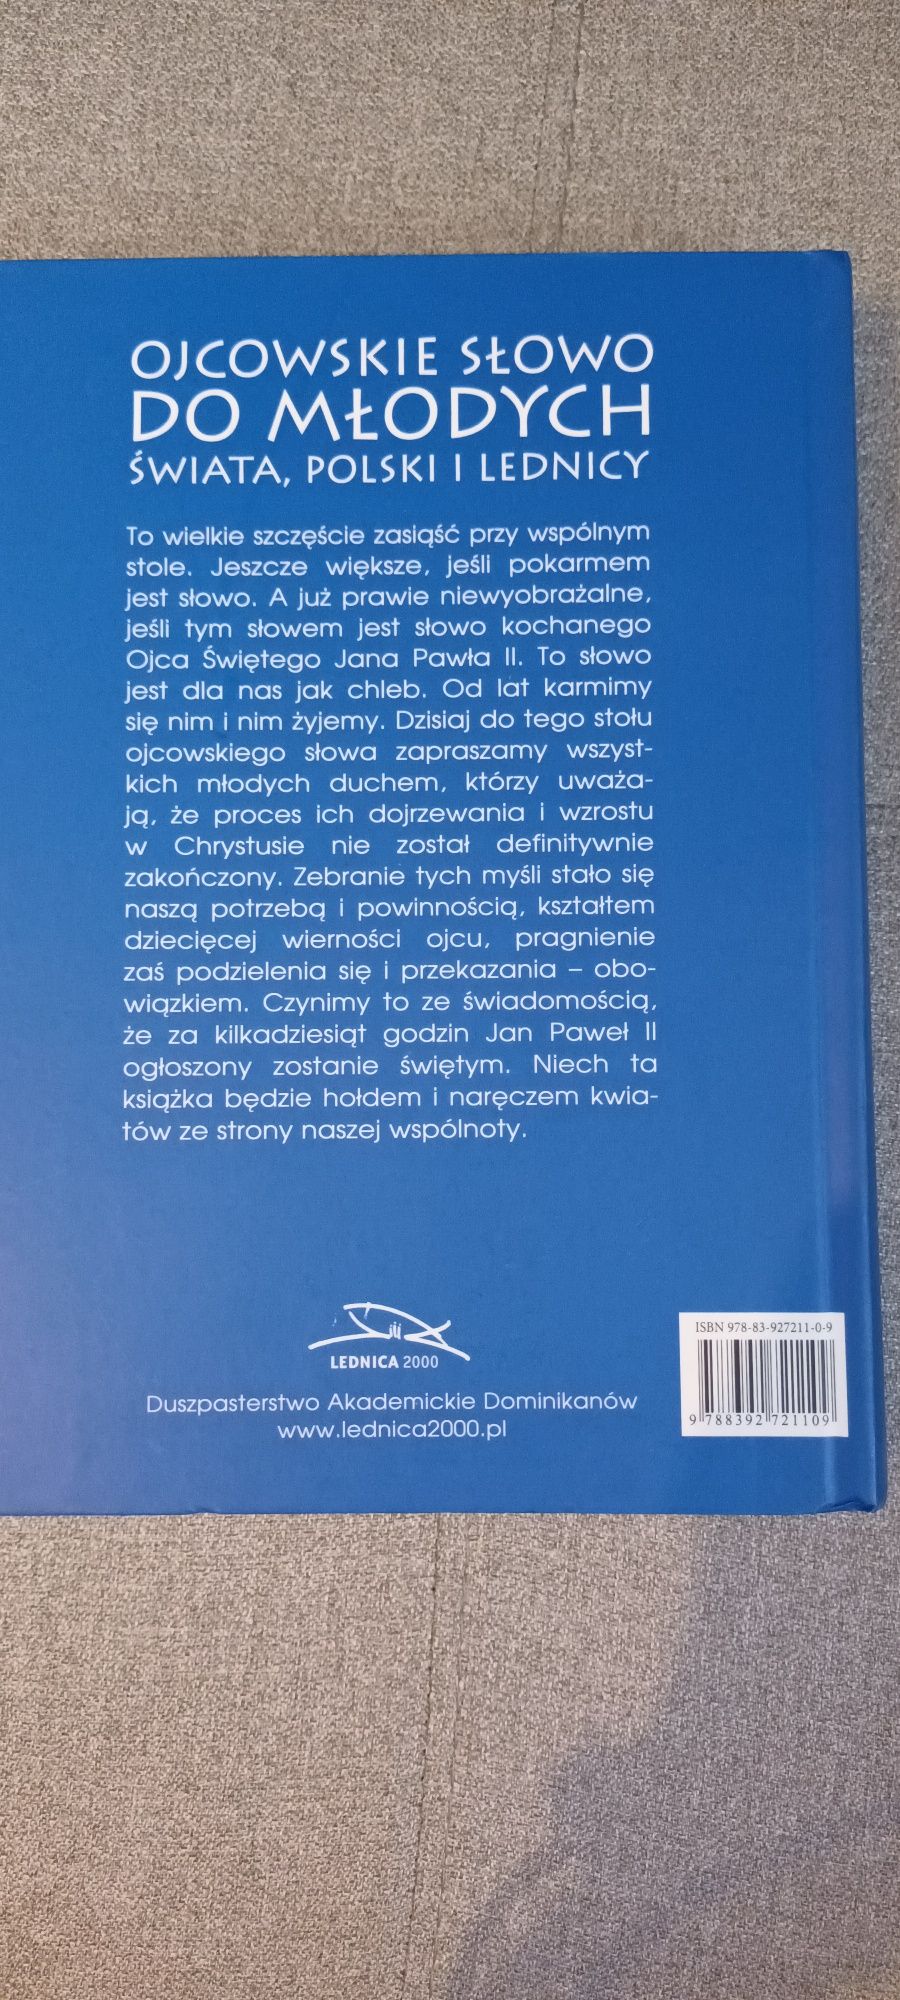 OJCOWSKIE SŁOWO
DO MŁODYCH
ŚWIATA, POLSKI I LEDNICY
To wielkie szczęście zasiąść przy wspólnym
stole. Jeszcze większe, jeśli pokarmem
jest słowo. A już prawie niewyobrażalne,
jeśli tym słowem jest słowo kochanego
Ojca Świętego Jana Pawła II. To słowo
jest dla nas jak chleb. Od lat karmimy
się nim i nim żyjemy. Dzisiaj do tego stołu
ojcowskiego słowa zapraszamy wszyst-
kich młodych duchem, którzy uważa-
ją, że proces ich dojrzewania i wzrostu
w Chrystusie nie został definitywnie
zakończony. Zebranie tych myśli stało się
naszą potrzebą i powinnością, kształtem
dziecięcej wierności ojcu, pragnienie
zaś podzielenia się i przekazania – obo-
wiązkiem. Czynimy to ze świadomością,
że za kilkadziesiąt godzin Jan Paweł II
ogłoszony zostanie świętym. Niech ta
książka będzie hołdem i naręczem kwia-
tów ze strony naszej wspólnoty.
LEDNICA 2000
Duszpasterstwo Akademickie Dominikanów
www.lednica2000.pl
ISBN 978-83-927211-0-9
9 788392 721109